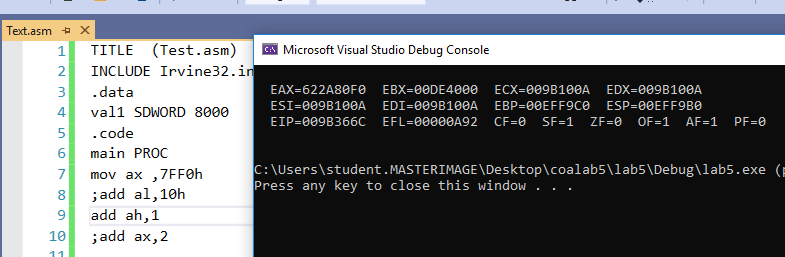 Text.asm
1 TITLE (Test.asm)
2 INCLUDE Irvine32.in
3 .data
4 val1 SDWORD 8000
5 .code
6 main PROC
7 mov ax ,7FF0h
8 ;add al,10h
9 add ah,1
10 ;add ax,2
11
Microsoft Visual Studio Debug Console
EAX=622A80F0 EBX=00DE4000 ECX=009B100A EDX=009B100A
ESI=009B100A EDI=009B100A EBP=00EFF9C0 ESP=00EFF9B0
EIP=009B366C EFL=00000A92 CF=0 SF=1 ZF=0 OF=1 AF=1 PF=0
C:\Users\student.MASTERIMAGE\Desktop\coalab5\lab5\Debug\lab5.exe (p
Press any key to close this window . . .